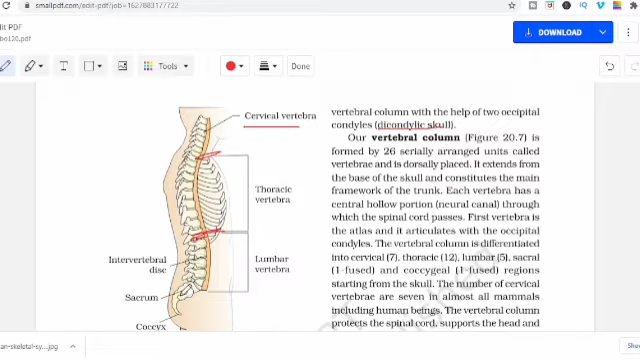 smallpdf.com/edit-pdf/job=1627883177722
dit PDF
bo126.pdf
DOWNLOAD
Tools
Done
Cervical vertebra
Thoracic
vertebra
Lumbar
vertebra
Intervertebral
disc
Sacrum
Coccyx
vertebral column with the help of two occipital
condyles (dicondylic skull).
Our vertebral column (Figure 20.7) is
formed by 26 serially arranged units called
vertebrae and is dorsally placed. It extends from
the base of the skull and constitutes the main
framework of the trunk. Each vertebra has a
central hollow portion (neural canal) through
which the spinal cord passes. First vertebra is
the atlas and it articulates with the occipital
condyles. The vertebral column is differentiated
into cervical (7), thoracic (12), lumbar (5), sacral
(1-fused) and coccygeal (1-fused) regions
starting from the skull. The number of cervical
vertebrae are seven in almost all mammals
including human beings. The vertebral column
protects the spinal cord, supports the head and
an-skeletal-sy....jpg
Sho